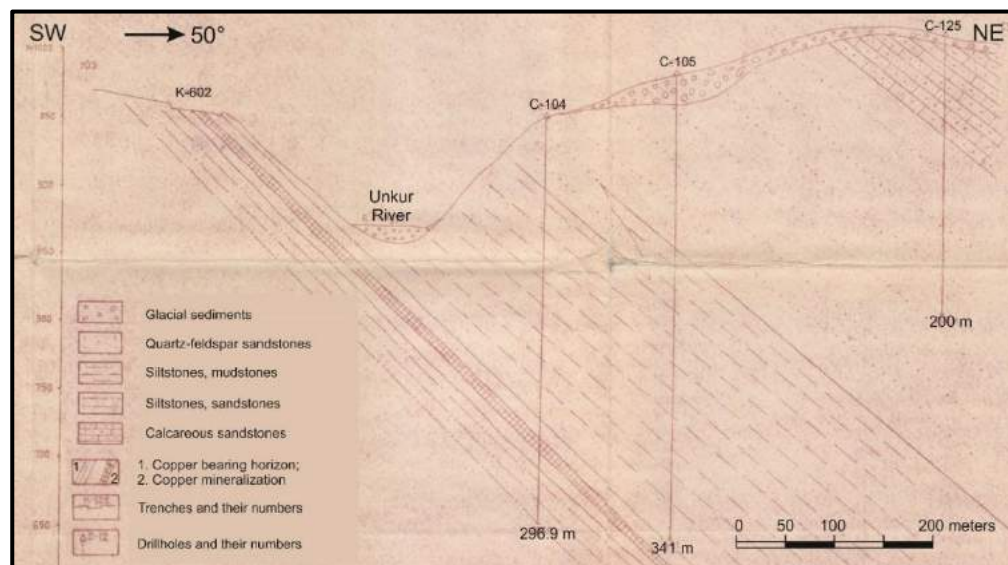 SW
50°
NE
C-125
K-602
C-105
C-104
Unkur
River
200 m
Glacial sediments
Quartz-feldspar sandstones
Siltstones, mudstones
Siltstones, sandstones
Calcareous sandstones
1
2
1. Copper bearing horizon;
2. Copper mineralization
Trenches and their numbers
Drillholes and their numbers
296.9 m
341 m
0 50 100 200 meters